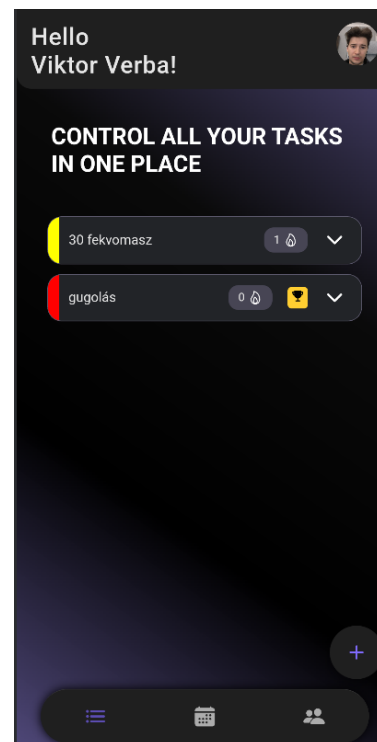 Hello
Viktor Verba!
CONTROL ALL YOUR TASKS
IN ONE PLACE
30 fekvomasz
1
gugolás
0